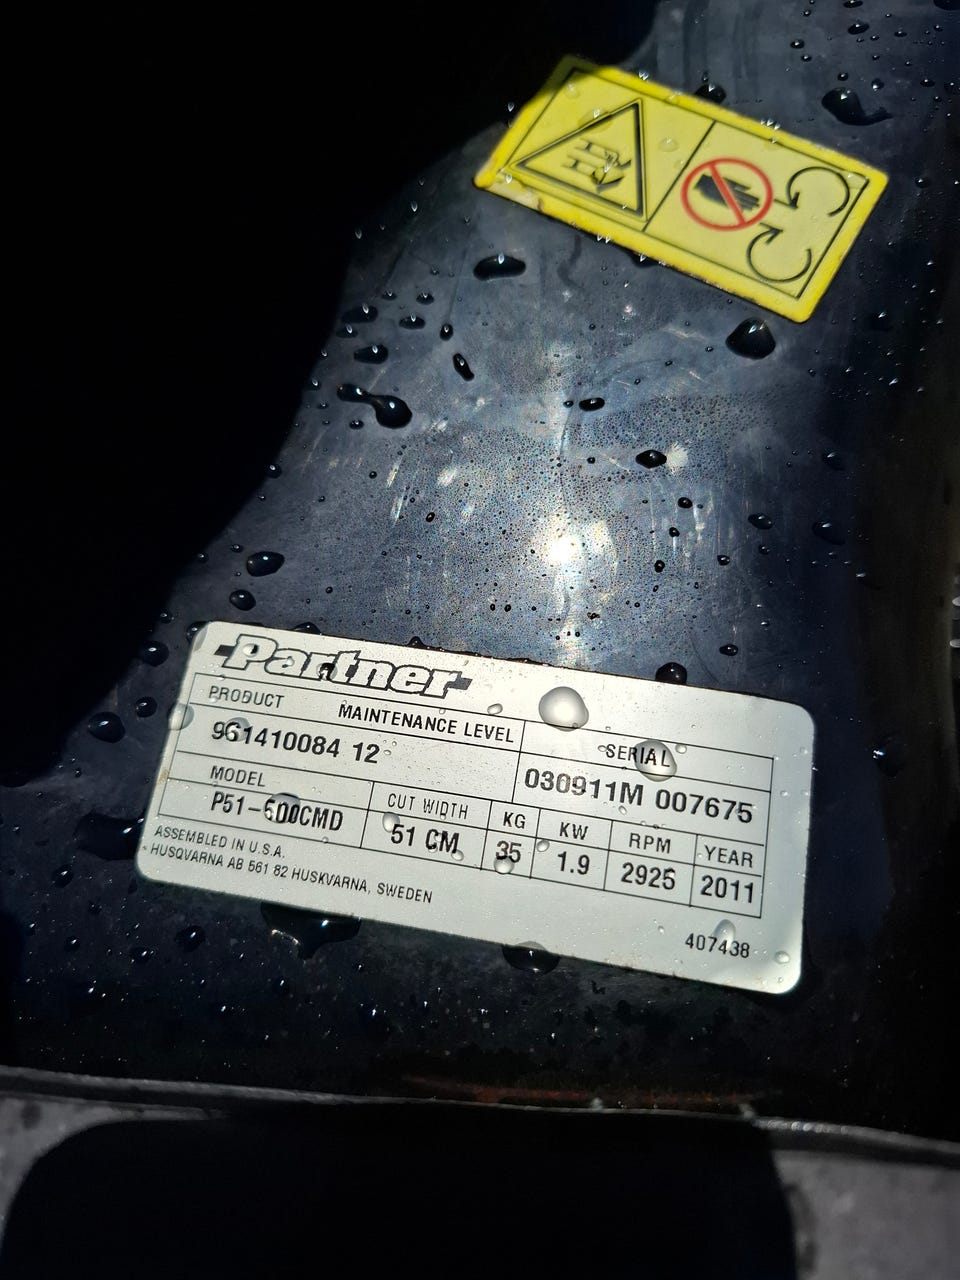 Partner
PRODUCT MAINTENANCE LEVEL
961410084 12
SERIAL
030911M 007675
MODEL
P51-600CMD
CUT WIDTH
51 CM
KG
35
KW
1.9
RPM
2925
YEAR
2011
ASSEMBLED IN U.S.A.
HUSQVARNA AB 561 82 HUSKVARNA, SWEDEN
407438